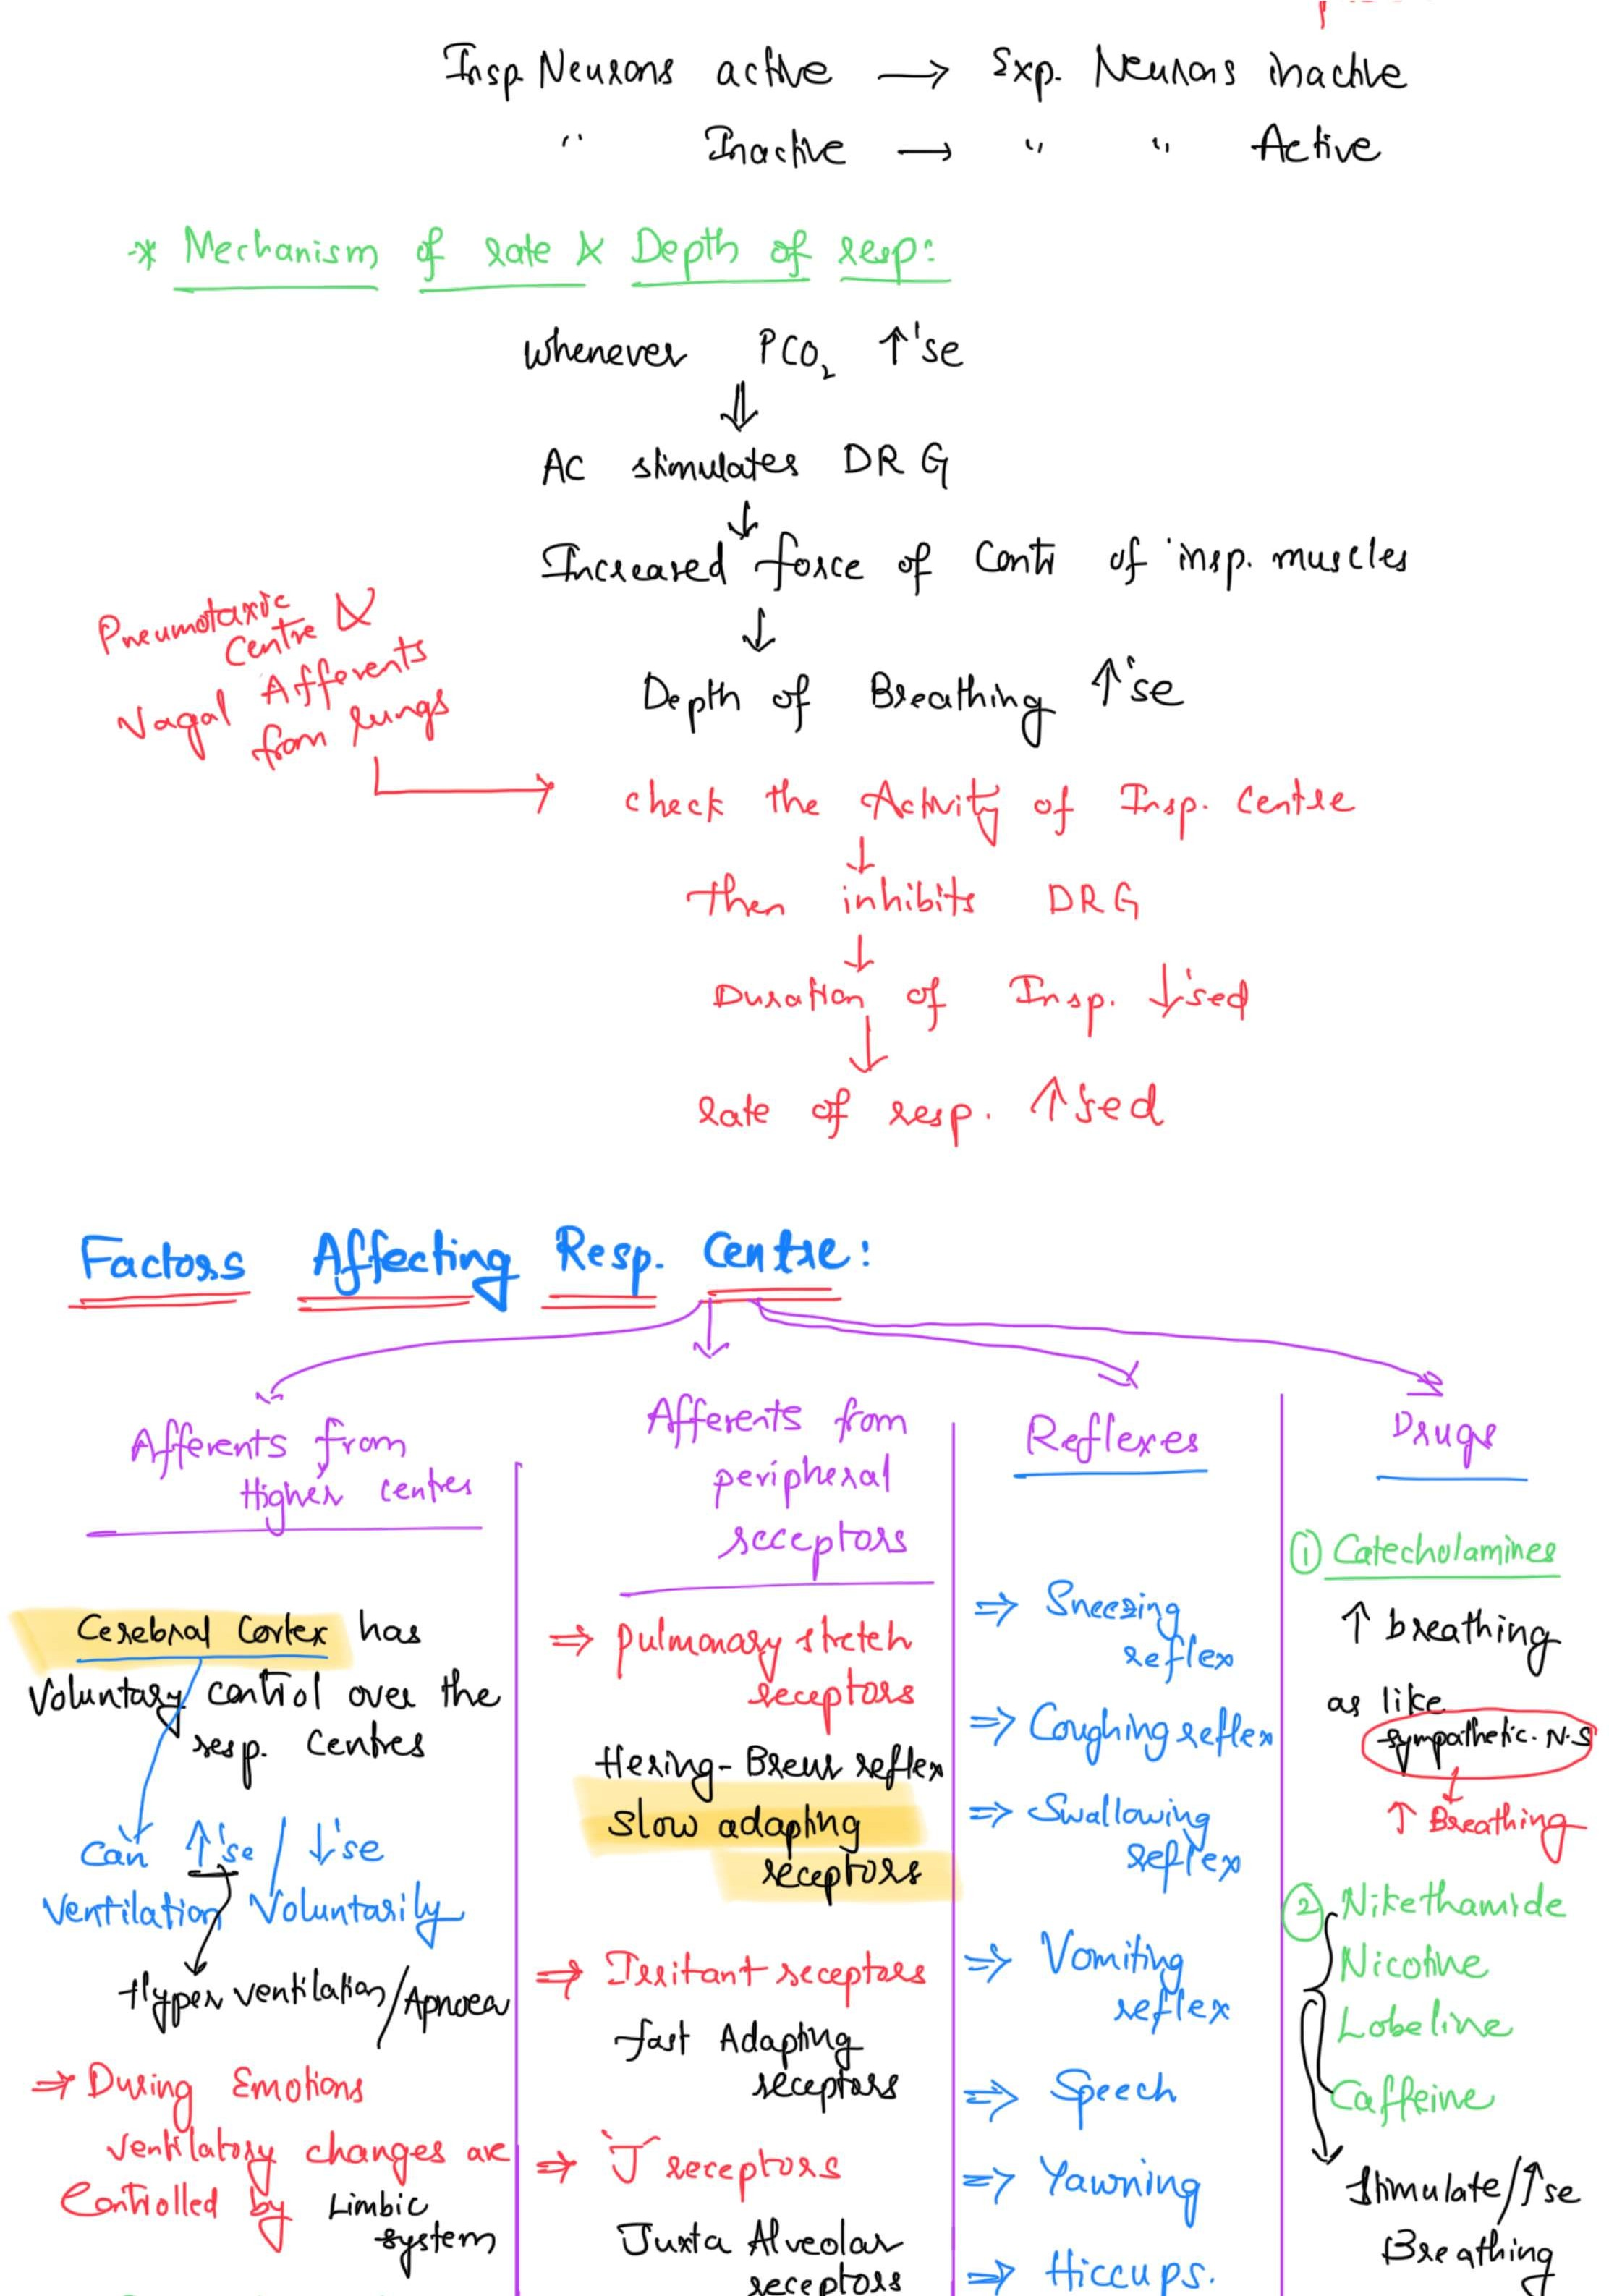 Insp. Neurons active → Exp. Neurons inactive
" Inactive → " " Active
* Mechanism of rate & Depth of resp:
Whenever PCO₂ ↑'se
⇓
AC stimulates DRG
↓
Increased force of Contr of insp. muscles
↓
Depth of Breathing ↑'se
Pneumotaxic
Centre &
Vagal Afferents
from lungs
→ check the Activity of Insp. Centre
↓
then inhibits DRG
↓
Duration of Insp. ↓'sed
↓
rate of resp. ↑'sed
Factors Affecting Resp. Centre:
Afferents from
Higher centres
Cerebral Cortex has
Voluntary control over the
resp. centres
Can ↑'se / ↓'se
Ventilation Voluntarily
Hyper ventilation/Apnoea
⇒ During Emotions
Ventilatory changes are
Controlled by Limbic
system
Afferents from
peripheral
receptors
⇒ Pulmonary stretch
receptors
Hering-Breur reflex
slow adapting
receptors
⇒ Irritant receptors
fast Adapting
receptors
⇒ 'J' receptors
Juxta Alveolar
receptors
Reflexes
⇒ Sneezing
reflex
⇒ Coughing reflex
⇒ Swallowing
reflex
⇒ Vomiting
reflex
⇒ Speech
⇒ Yawning
⇒ Hiccups.
Drugs
① Catecholamines
↑ breathing
as like
sympathetic. N.S
↑ Breathing
② Nikethamide
Nicotine
Lobeline
Caffeine
Stimulate/↑se
Breathing